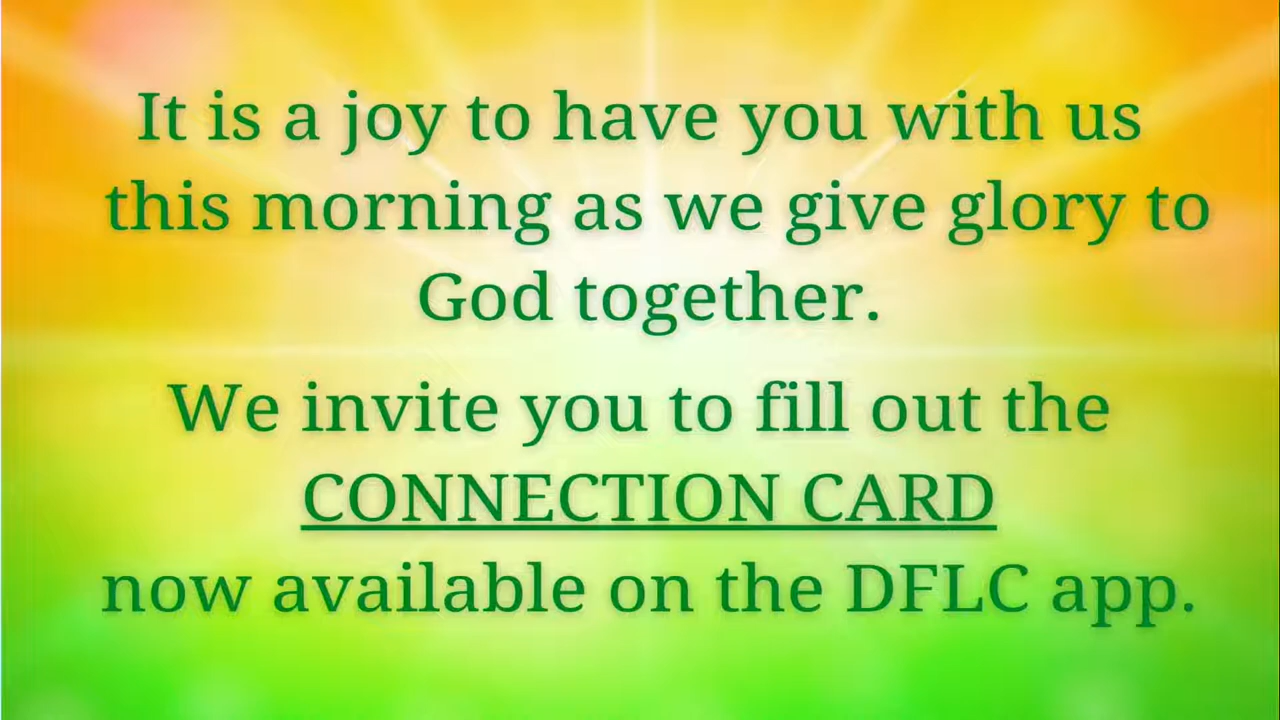 It is a joy to have you with us
this morning as we give glory to
God together.
We invite you to fill out the
CONNECTION CARD
now available on the DFLC app.